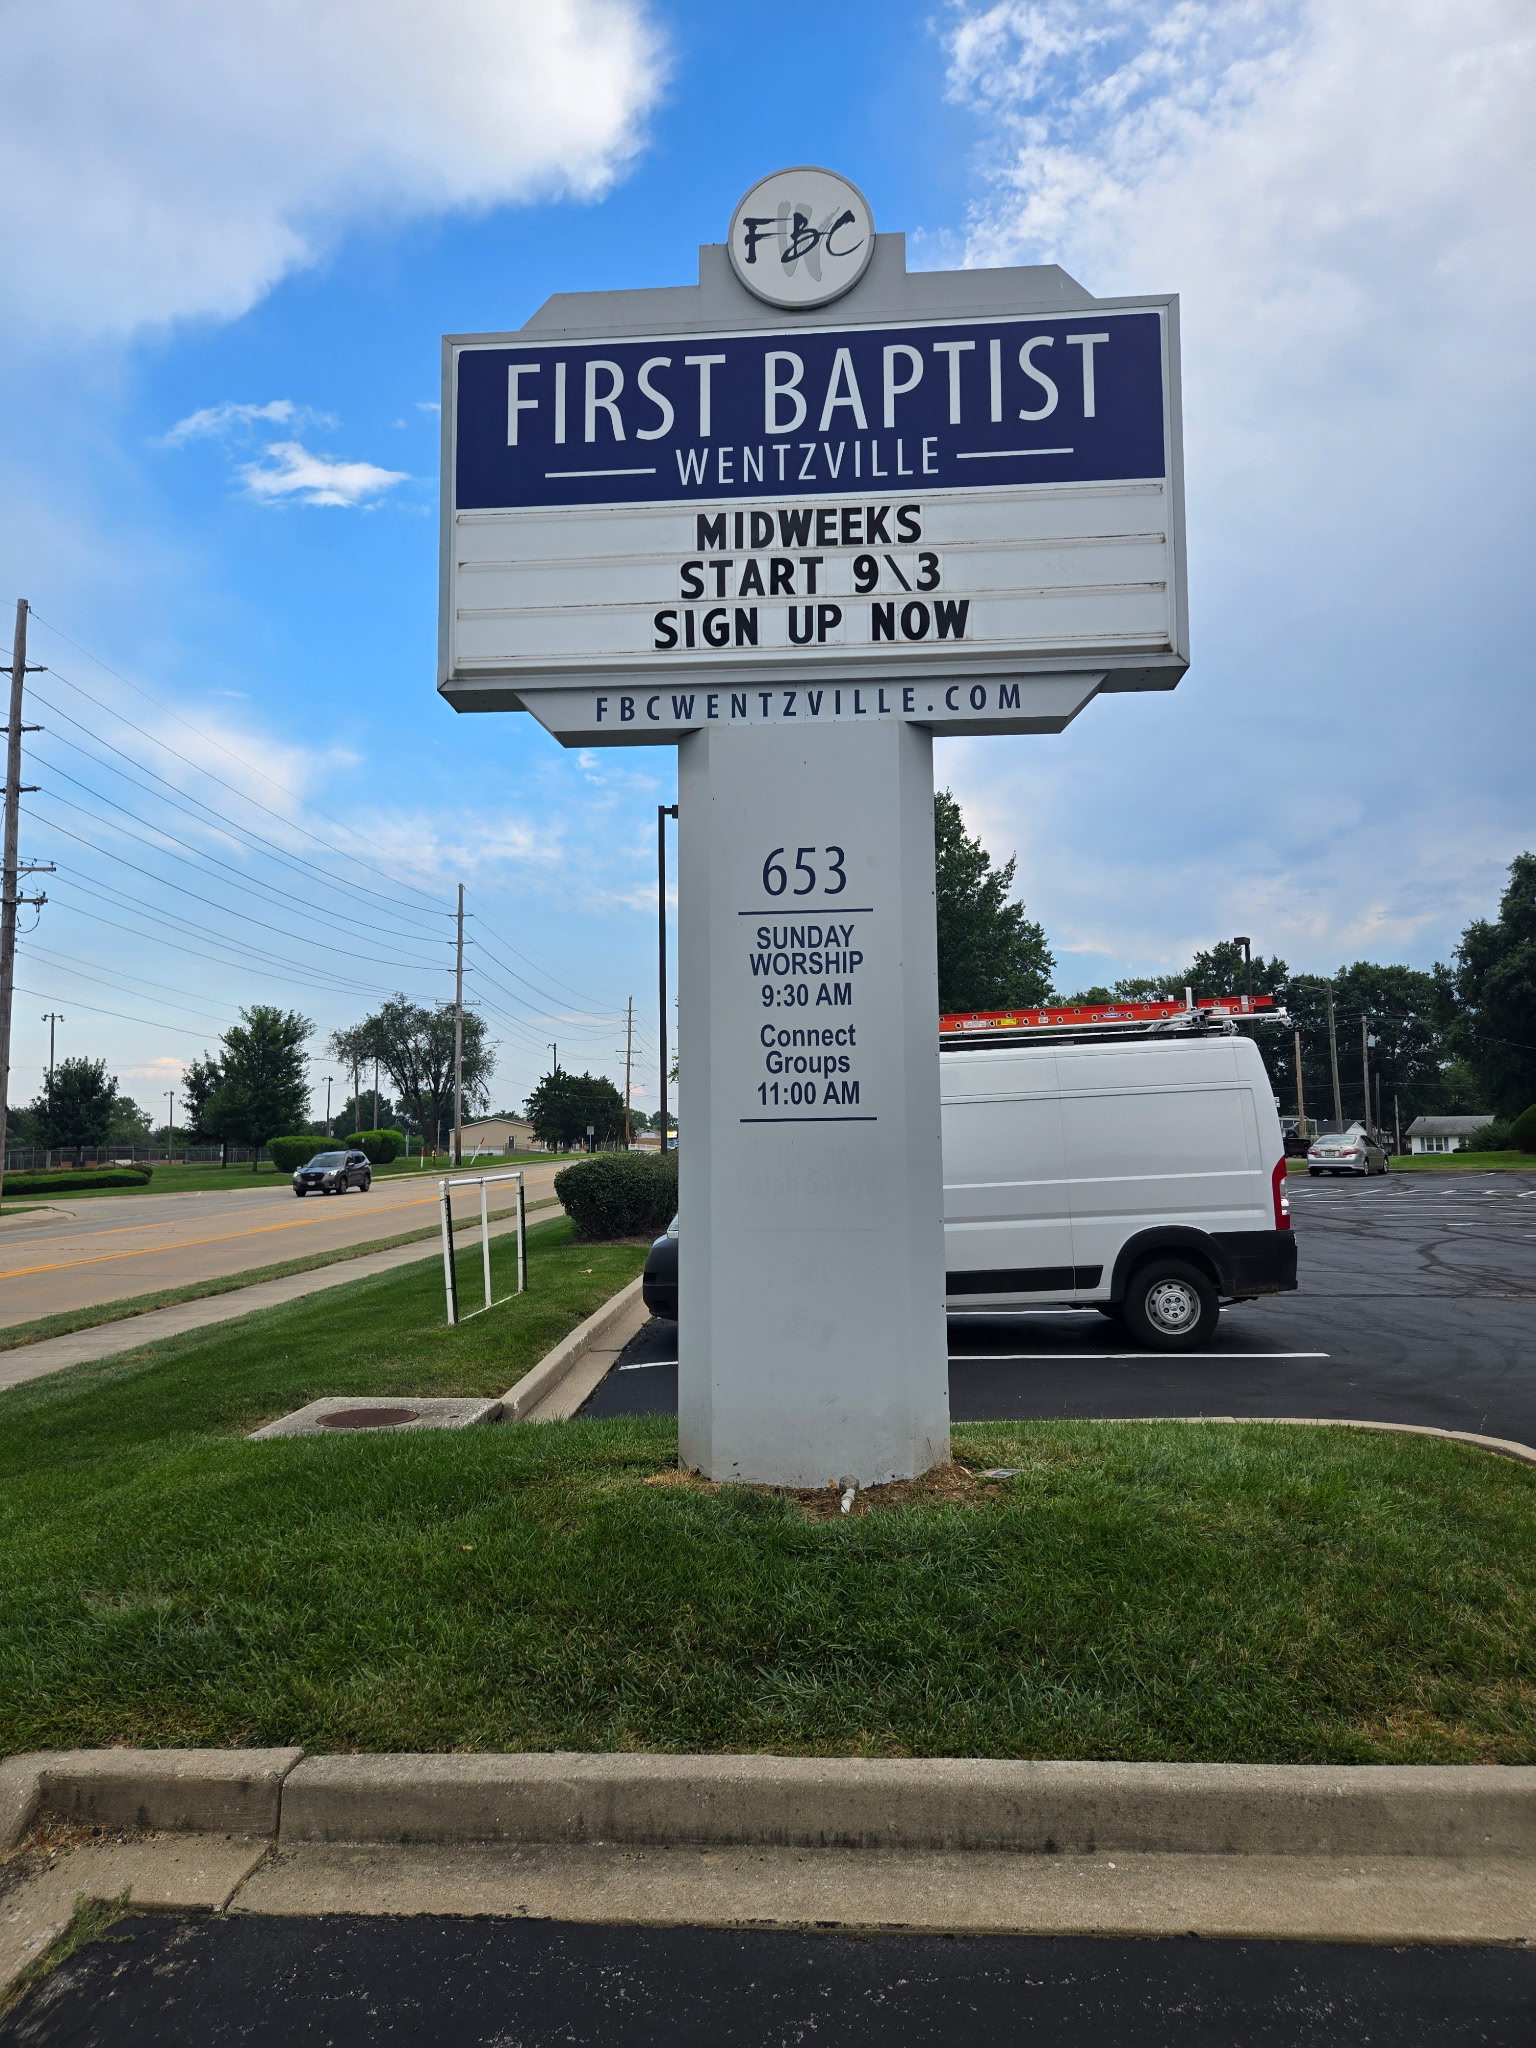 FBC
FIRST BAPTIST
WENTZVILLE
MIDWEEKS
START 9\3
SIGN UP NOW
FBCWENTZVILLE.COM
653
SUNDAY
WORSHIP
9:30 AM
Connect
Groups
11:00 AM